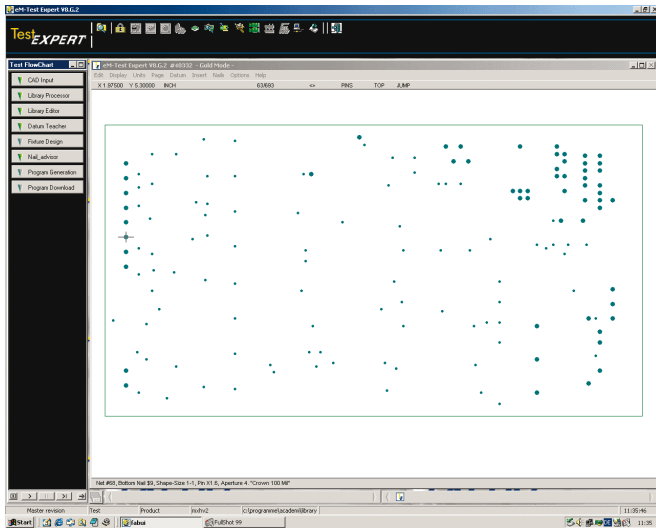 eM-Test Expert V8.G.2
Test EXPERT
Test FlowChart
CAD Input
Library Processor
Library Editor
Datum Teacher
Fixture Design
Nail_advisor
Program Generation
Program Download
eM-Test Expert V8.G.2 #40332 - Gold Mode -
Edit Display Units Page Datum Insert Nails Options Help
X 1.97500 Y 5.30000 INCH 63/693 <> PINS TOP JUMP
Net #68, Bottom Nail $9, Shape-Size 1-1, Pin X1.6, Aperture 4. "Crown 100 Mil"
Master revision Test Product mxhv2 c:\programme\academi\library 11:35:46
Start fabui FullShot 99 11:35